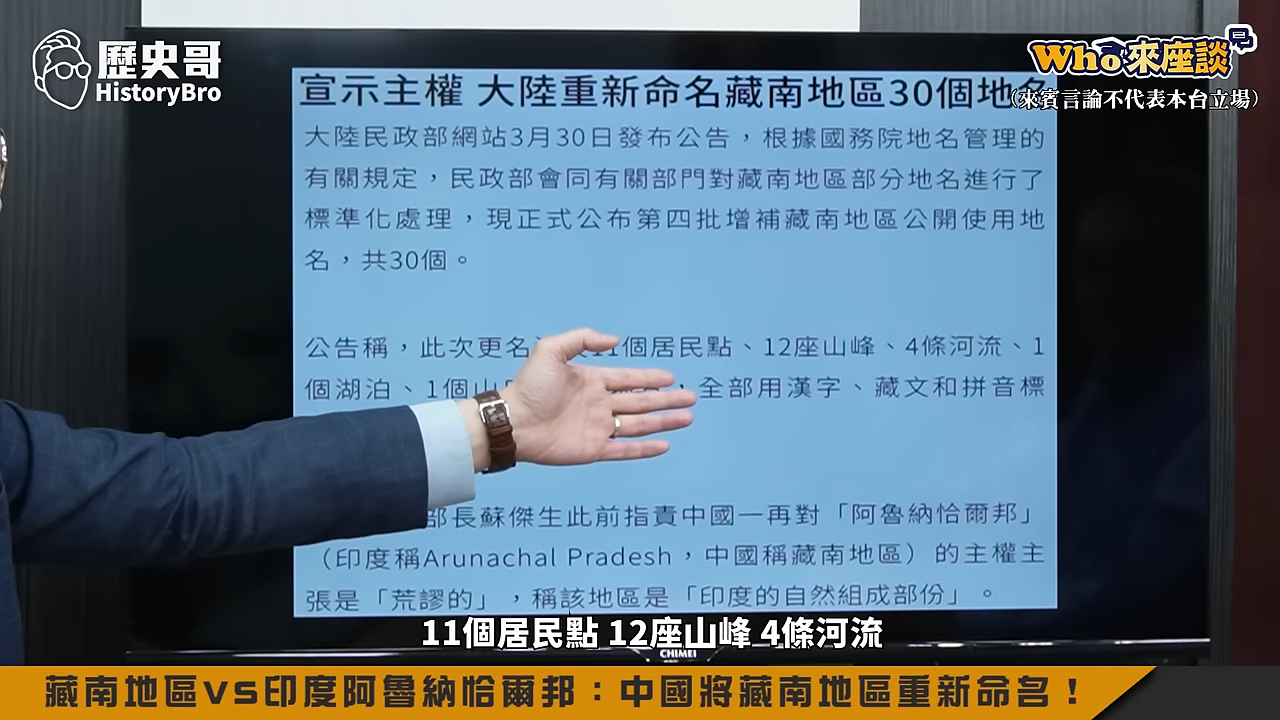 歷史哥
HistoryBro
Who來座談
(來賓言論不代表本台立場)
宣示主權 大陸重新命名藏南地區30個地名
大陸民政部網站3月30日發布公告，根據國務院地名管理的
有關規定，民政部會同有關部門對藏南地區部分地名進行了
標準化處理，現正式公布第四批增補藏南地區公開使用地
名，共30個。
公告稱，此次更名 11個居民點、12座山峰、4條河流、1
個湖泊、1個山 ，全部用漢字、藏文和拼音標
部長蘇傑生此前指責中國一再對「阿魯納恰爾邦」
（印度稱Arunachal Pradesh，中國稱藏南地區）的主權主
張是「荒謬的」，稱該地區是「印度的自然組成部份」。
11個居民點 12座山峰 4條河流
CHIMEI
藏南地區vs印度阿魯納恰爾邦：中國將藏南地區重新命名！